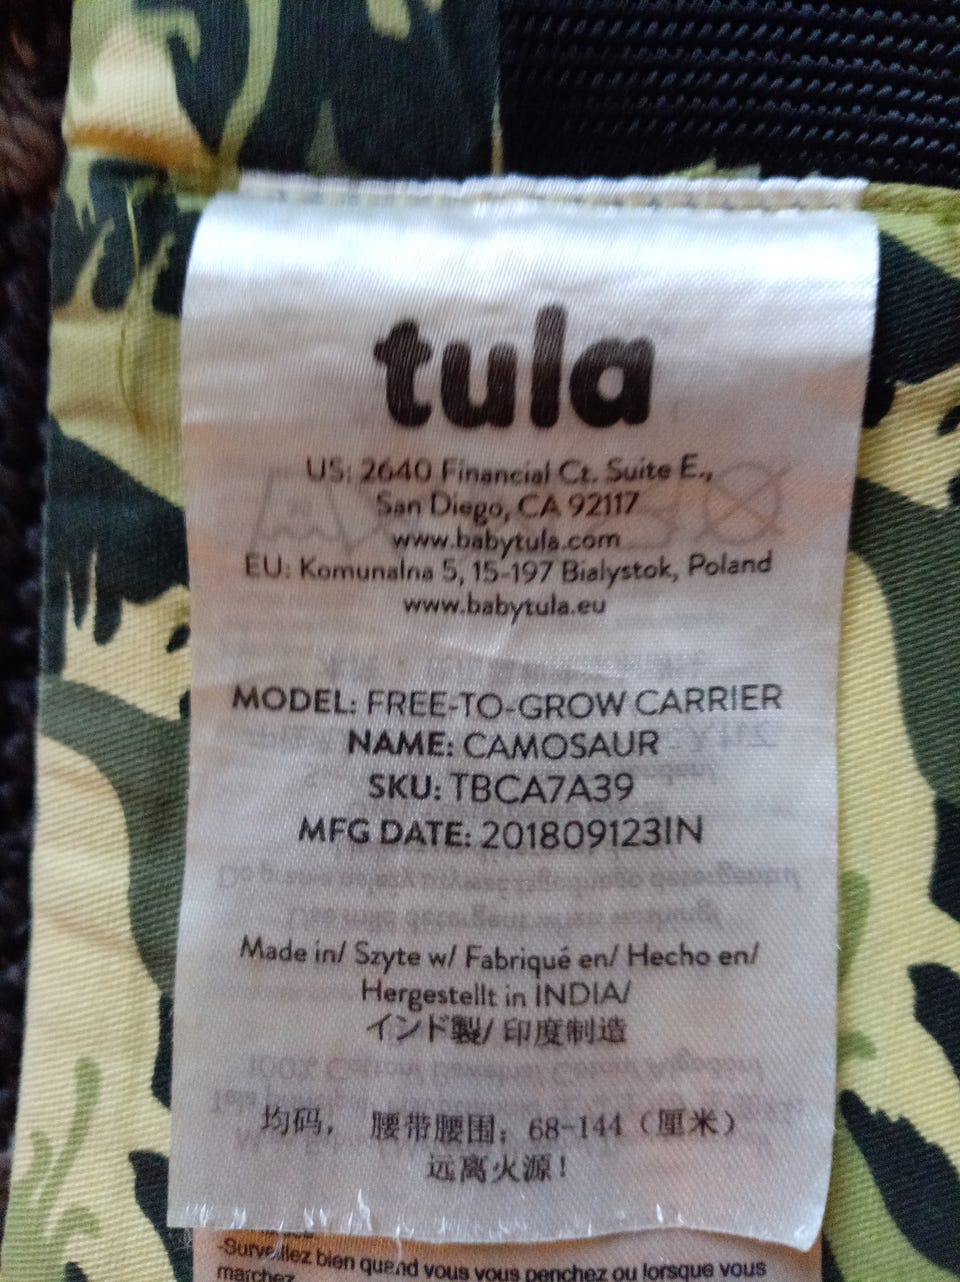 tula
US: 2640 Financial Ct. Suite E.,
San Diego, CA 92117
www.babytula.com
EU: Komunalna 5, 15-197 Bialystok, Poland
www.babytula.eu
MODEL: FREE-TO-GROW CARRIER
NAME: CAMOSAUR
SKU: TBCA7A39
MFG DATE: 201809123IN
Made in/ Szyte w/ Fabriqué en/ Hecho en/
Hergestellt in INDIA/
インド製/ 印度制造
均码， 腰带腰围：68-144（厘米）
远离火源！
-Surveillez bien quand vous vous penchez ou lorsque vous
marchez